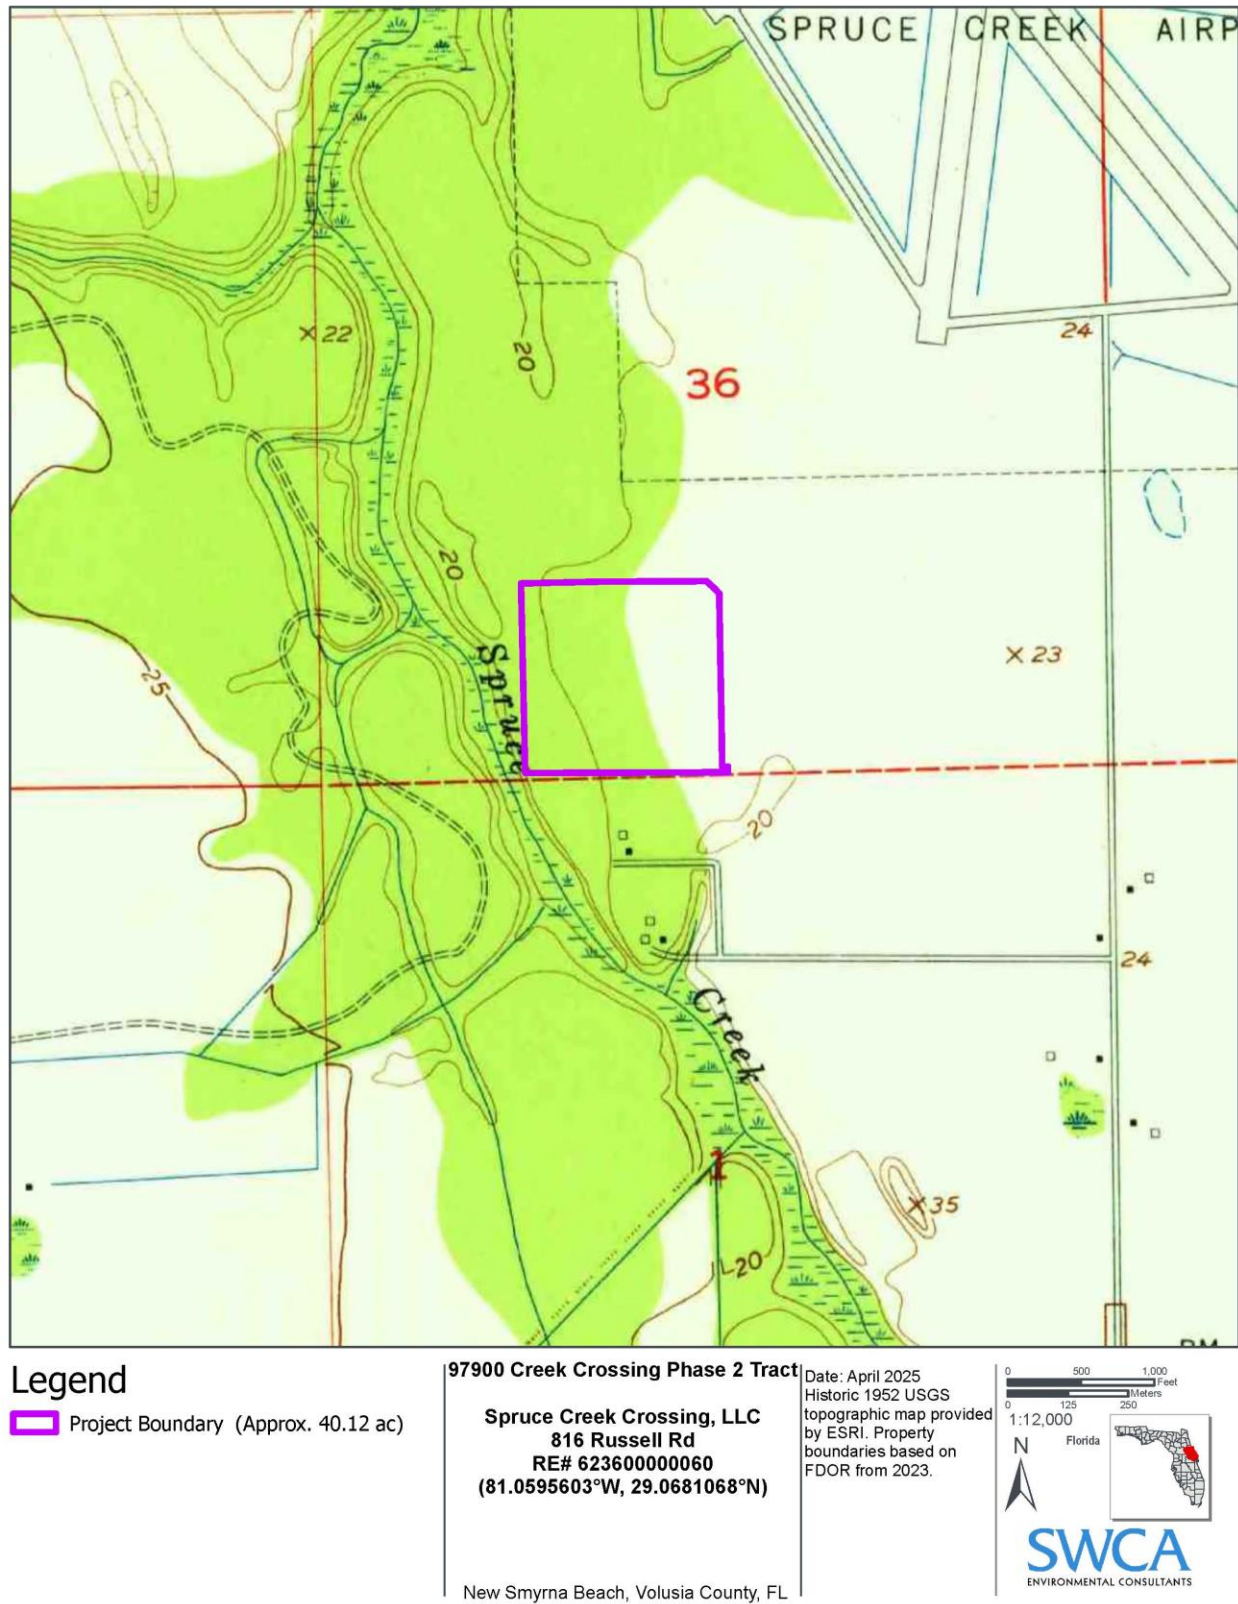 SPRUCE CREEK AIRP
24
22
20
36
20
23
25
Spruce
20
24
Creek
1
35
20
BM
Legend
Project Boundary (Approx. 40.12 ac)
97900 Creek Crossing Phase 2 Tract
Spruce Creek Crossing, LLC
816 Russell Rd
RE# 623600000060
(81.0595603°W, 29.0681068°N)
New Smyrna Beach, Volusia County, FL
Date: April 2025
Historic 1952 USGS
topographic map provided
by ESRI. Property
boundaries based on
FDOR from 2023.
0 500 1,000
Feet
Meters
0 125 250
1:12,000
N
Florida
SWCA
ENVIRONMENTAL CONSULTANTS